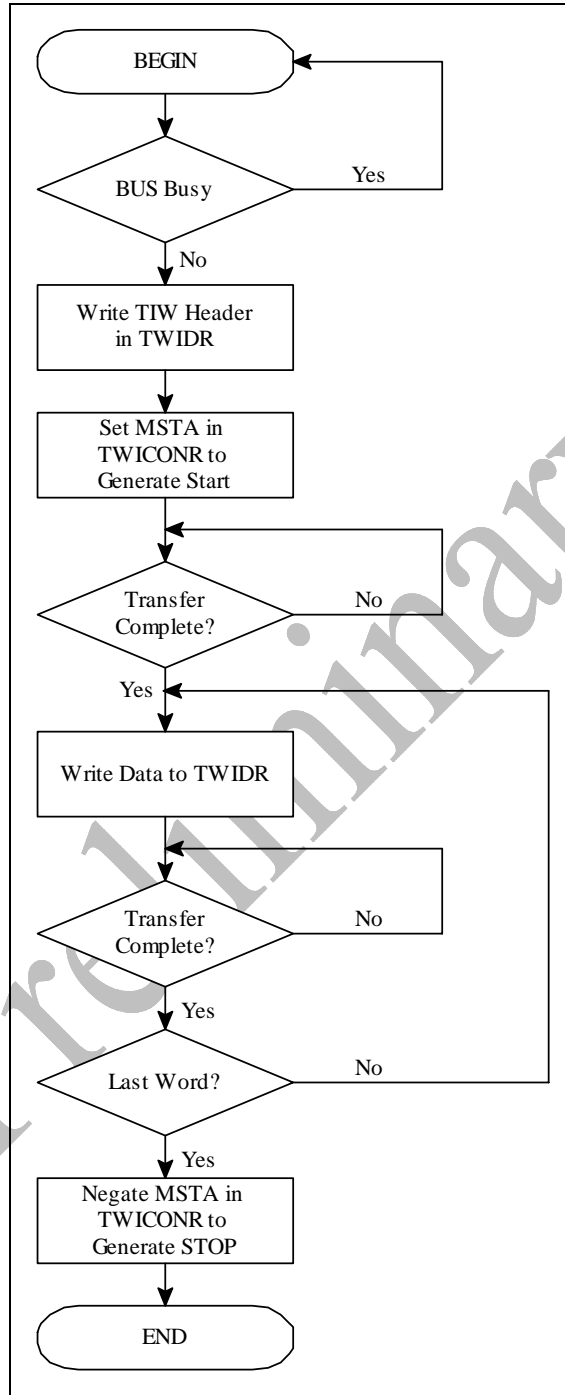 BEGIN
BUS Busy
Yes
No
Write TIW Header
in TWIDR
Set MSTA in
TWICONR to
Generate Start
Transfer
Complete?
No
Yes
Write Data to TWIDR
Transfer
Complete?
No
Yes
Last Word?
No
Yes
Negate MSTA in
TWICONR to
Generate STOP
END
Preliminary